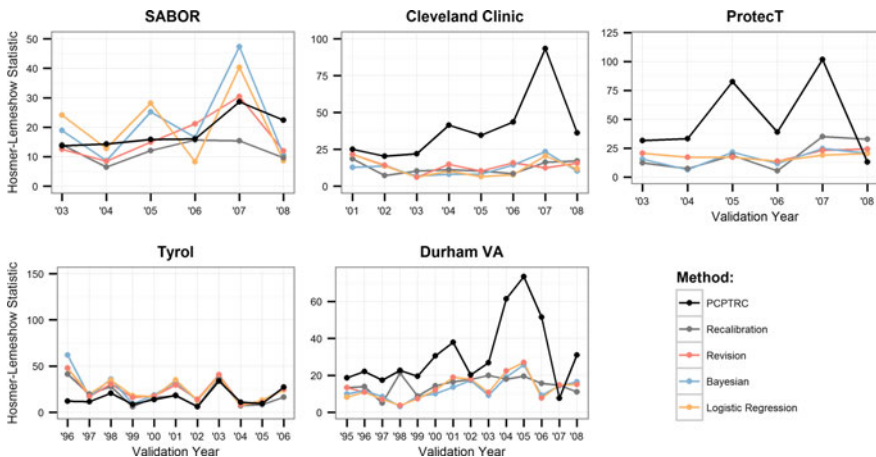 SABOR
Cleveland Clinic
ProtecT
Hosmer-Lemeshow Statistic
50
40
30
20
10
0
'03 '04 '05 '06 '07 '08
100
75
50
25
0
'01 '02 '03 '04 '05 '06 '07 '08
125
100
75
50
25
0
'03 '04 '05 '06 '07 '08
Validation Year
Tyrol
Durham VA
Hosmer-Lemeshow Statistic
150
100
50
0
'96 '97 '98 '99 '00 '01 '02 '03 '04 '05 '06
Validation Year
60
40
20
0
'95 '96 '97 '98 '99 '00 '01 '02 '03 '04 '05 '06 '07 '08
Validation Year
Method:
PCPTRC
Recalibration
Revision
Bayesian
Logistic Regression